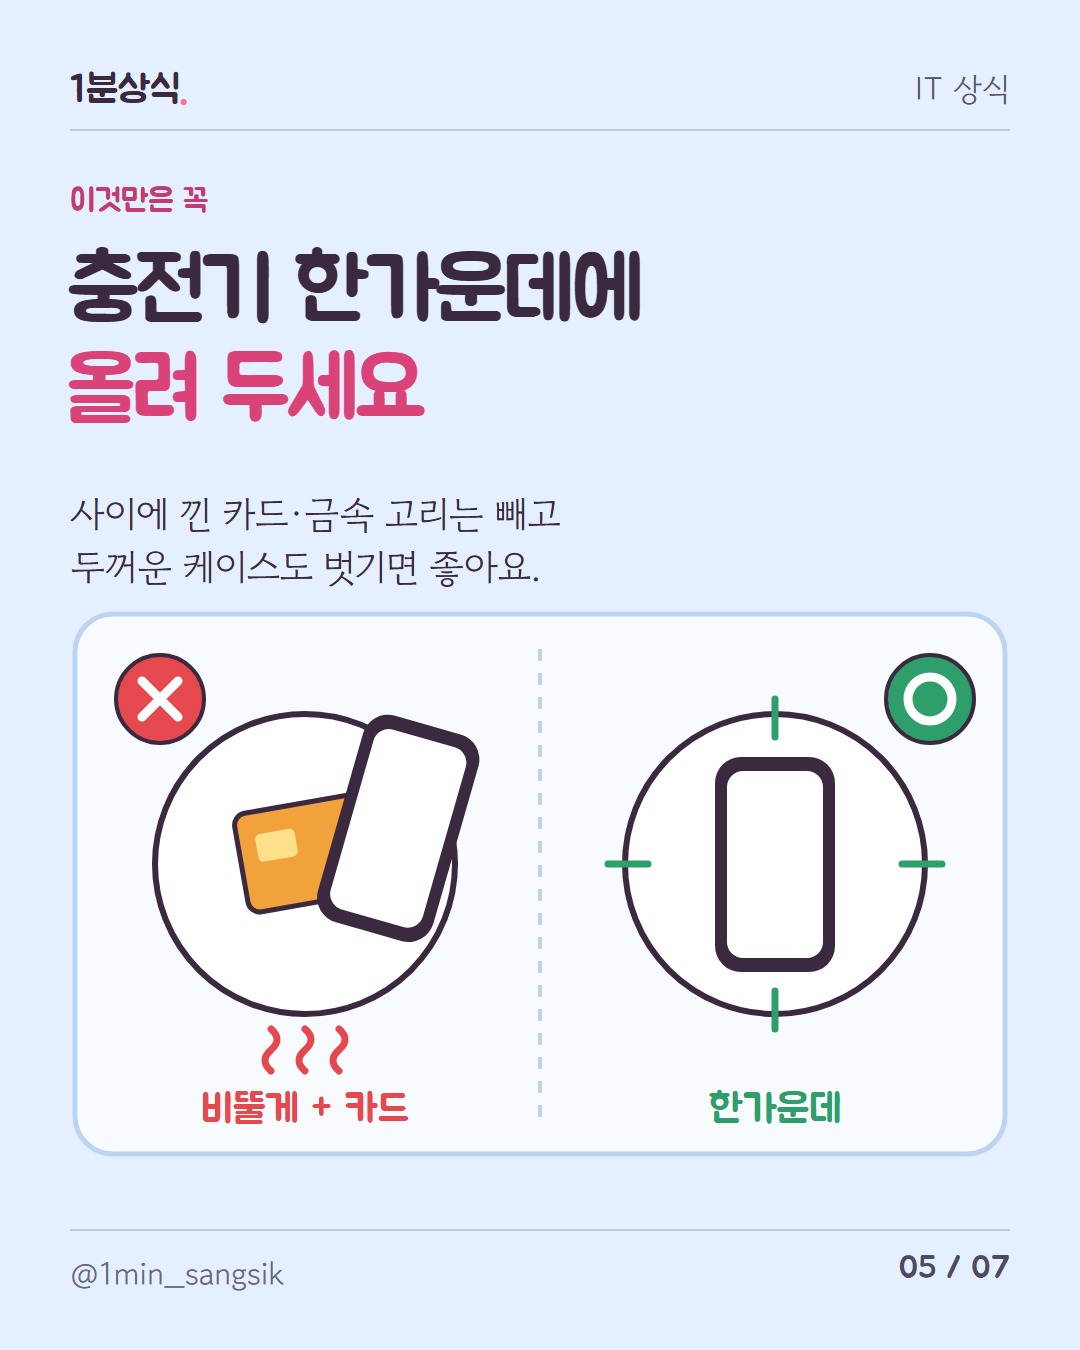 1분상식.
IT 상식
이것만은 꼭
충전기 한가운데에
올려 두세요
사이에 낀 카드·금속 고리는 빼고
두꺼운 케이스도 벗기면 좋아요.
비뚤게 + 카드
한가운데
@1min_sangsik
05 / 07